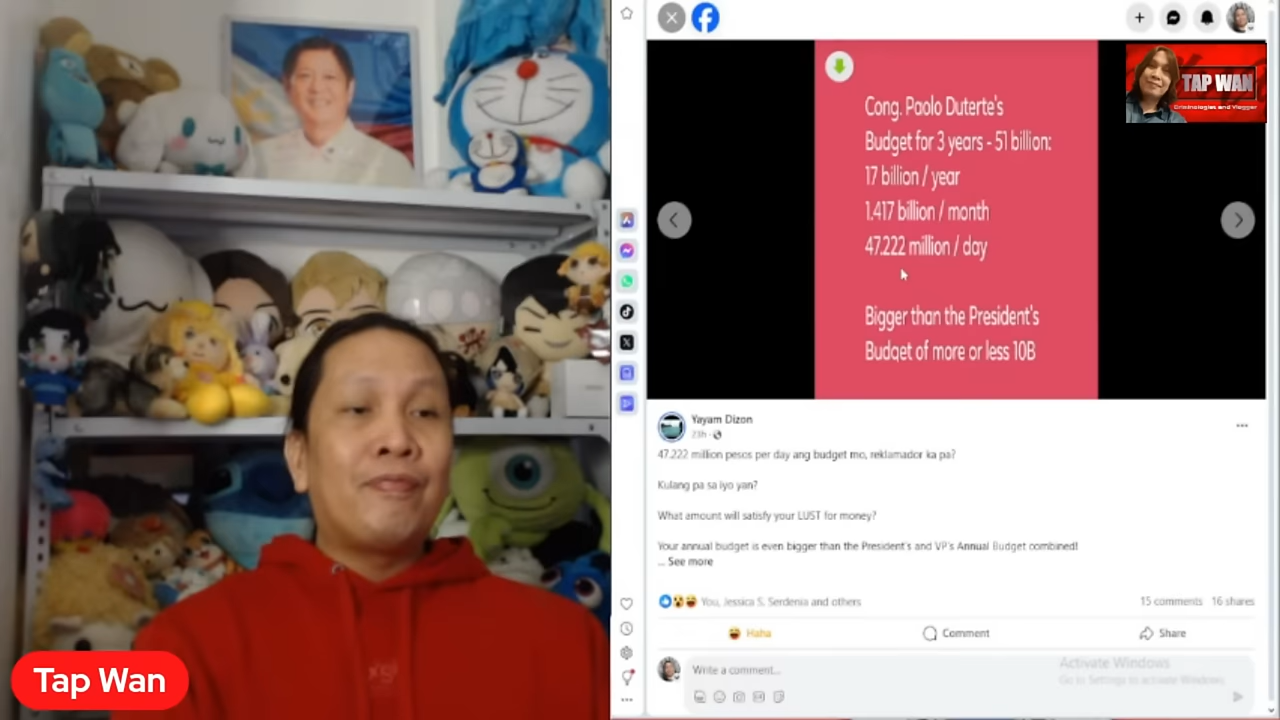 Cong. Paolo Duterte's
Budget for 3 years - 51 billion:
17 billion / year
1.417 billion / month
47.222 million / day
Bigger than the President's
Budget of more or less 10B
TAP WAN
Criminologist and Vlogger
Yayam Dizon
23h
47.222 million pesos per day ang budget mo, reklamador ka pa?
Kulang pa sa iyo yan?
What amount will satisfy your LUST for money?
Your annual budget is even bigger than the President's and VP's Annual Budget combined!
... See more
You, Jessica S. Serdenia and others
15 comments 16 shares
Haha
Comment
Share
Write a comment...
Activate Windows
Go to Settings to activate Windows.
Tap Wan